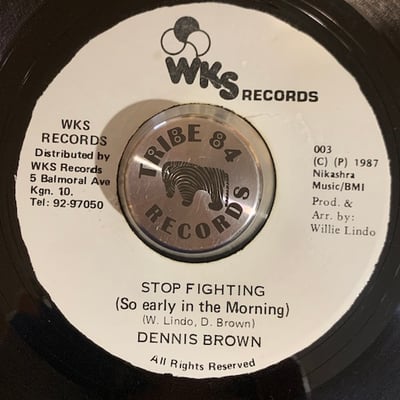 WKS RECORDS
WKS
RECORDS
Distributed by
WKS Records
5 Balmoral Ave
Kgn. 10,
Tel: 92-97050
TRIBE 84
RECORDS
003
(C) (P) 1987
Nikashra
Music/BMI
Prod. &
Arr. by:
Willie Lindo
STOP FIGHTING
(So early in the Morning)
(W. Lindo, D. Brown)
DENNIS BROWN
All Rights Reserved